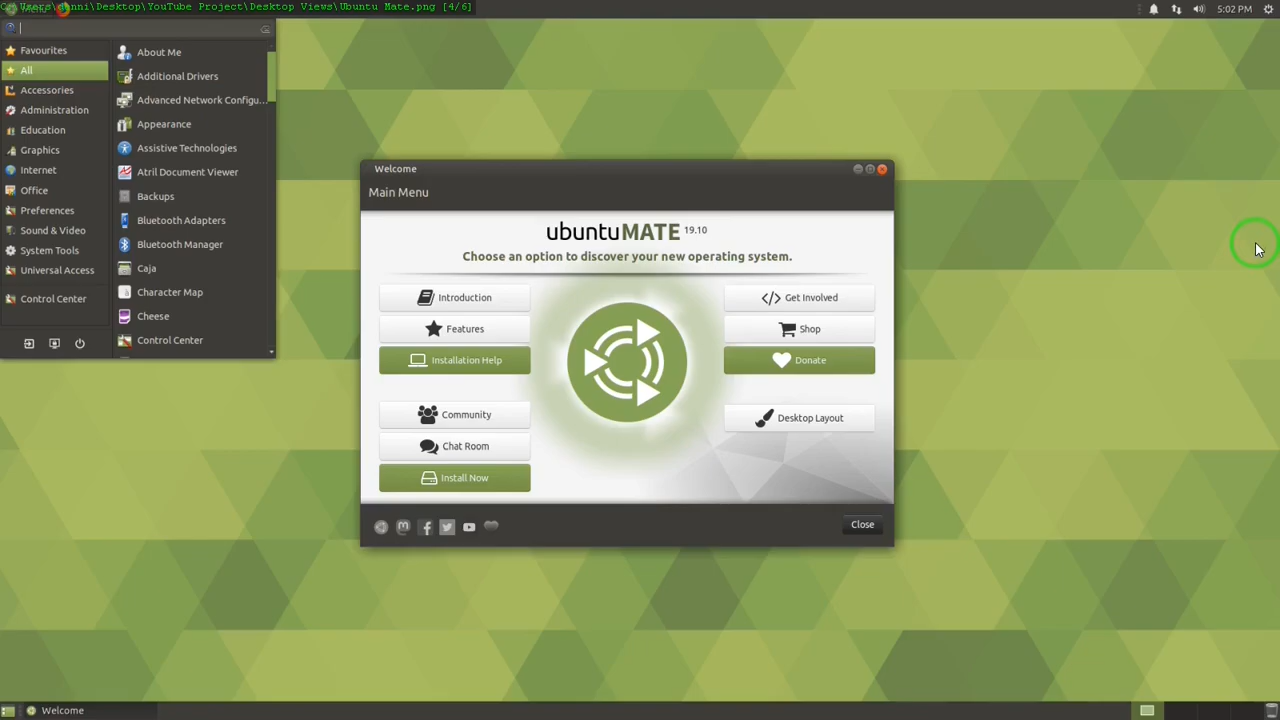 C:\Users\danni\Desktop\YouTube Project\Desktop Views\Ubuntu Mate.png [4/6]
5:02 PM
Favourites
All
Accessories
Administration
Education
Graphics
Internet
Office
Preferences
Sound & Video
System Tools
Universal Access
Control Center
About Me
Additional Drivers
Advanced Network Configu...
Appearance
Assistive Technologies
Atril Document Viewer
Backups
Bluetooth Adapters
Bluetooth Manager
Caja
Character Map
Cheese
Control Center
Welcome
Main Menu
ubuntuMATE 19.10
Choose an option to discover your new operating system.
Introduction
Features
Installation Help
Community
Chat Room
Install Now
Get Involved
Shop
Donate
Desktop Layout
Close
Welcome